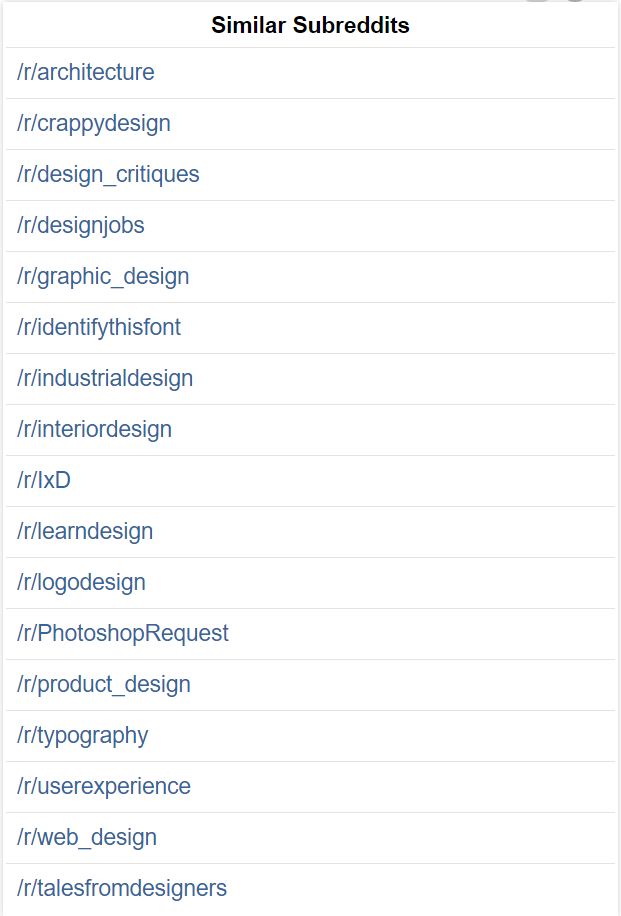 Similar Subreddits
/r/architecture
/r/crappydesign
/r/design_critiques
/r/designjobs
/r/graphic_design
/r/identifythisfont
/r/industrialdesign
/r/interiordesign
/r/IxD
/r/learndesign
/r/logodesign
/r/PhotoshopRequest
/r/product_design
/r/typography
/r/userexperience
/r/web_design
/r/talesfromdesigners